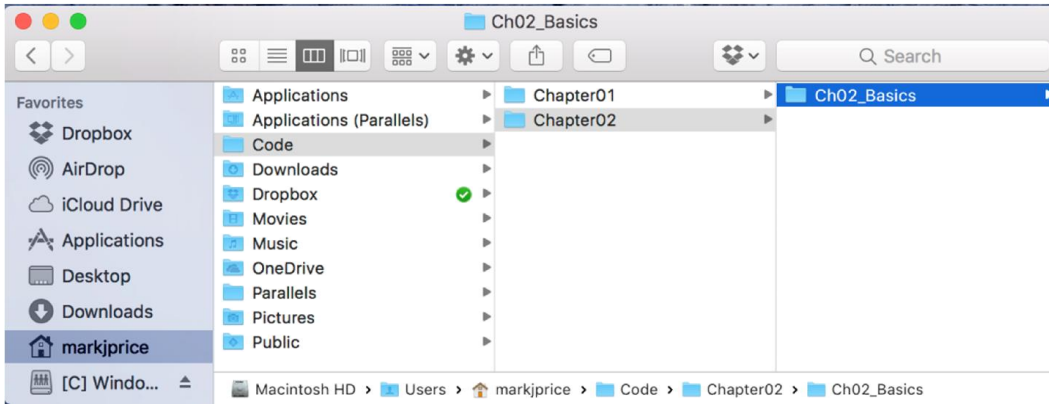 Ch02_Basics
Search
Favorites
Dropbox
AirDrop
iCloud Drive
Applications
Desktop
Downloads
markjprice
[C] Windo...
Applications
Applications (Parallels)
Code
Downloads
Dropbox
Movies
Music
OneDrive
Parallels
Pictures
Public
Chapter01
Chapter02
Ch02_Basics
Macintosh HD › Users › markjprice › Code › Chapter02 › Ch02_Basics